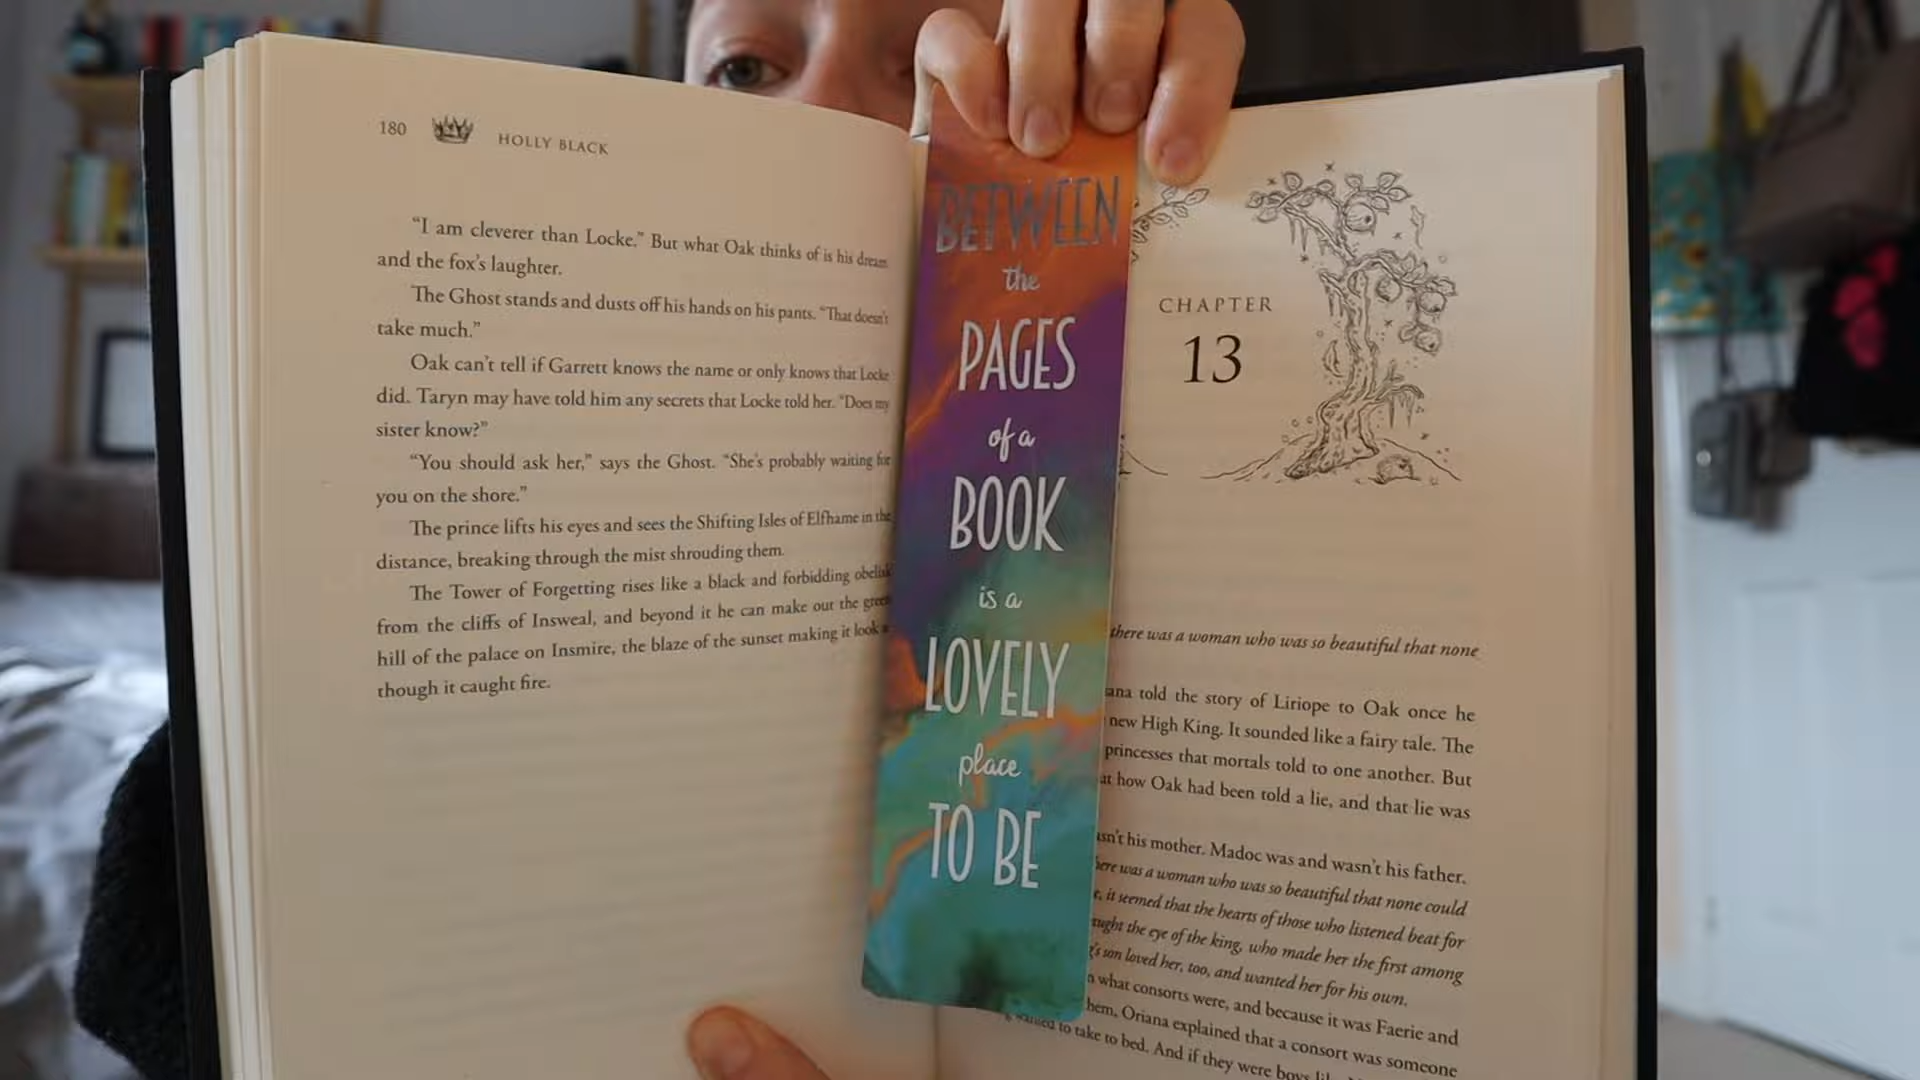 180 HOLLY BLACK
“I am cleverer than Locke.” But what Oak thinks of is his dream
and the fox’s laughter.
The Ghost stands and dusts off his hands on his pants. “That doesn’t
take much.”
Oak can’t tell if Garrett knows the name or only knows that Locke
did. Taryn may have told him any secrets that Locke told her. “Does my
sister know?”
“You should ask her,” says the Ghost. “She’s probably waiting for
you on the shore.”
The prince lifts his eyes and sees the Shifting Isles of Elfhame in the
distance, breaking through the mist shrouding them.
The Tower of Forgetting rises like a black and forbidding obelisk
from the cliffs of Insweal, and beyond it he can make out the green
hill of the palace on Insmire, the blaze of the sunset making it look
though it caught fire.
BETWEEN
the
PAGES
of a
BOOK
is a
LOVELY
place
TO BE
CHAPTER
13
there was a woman who was so beautiful that none
told the story of Liriope to Oak once he
new High King. It sounded like a fairy tale. The
princesses that mortals told to one another. But
how Oak had been told a lie, and that lie was
his mother. Madoc was and wasn’t his father.
was a woman who was so beautiful that none could
it seemed that the hearts of those who listened beat for
the eye of the king, who made her the first among
son loved her, too, and wanted her for his own.
what consorts were, and because it was Faerie and
Oriana explained that a consort was someone
to take to bed. And if they were boys